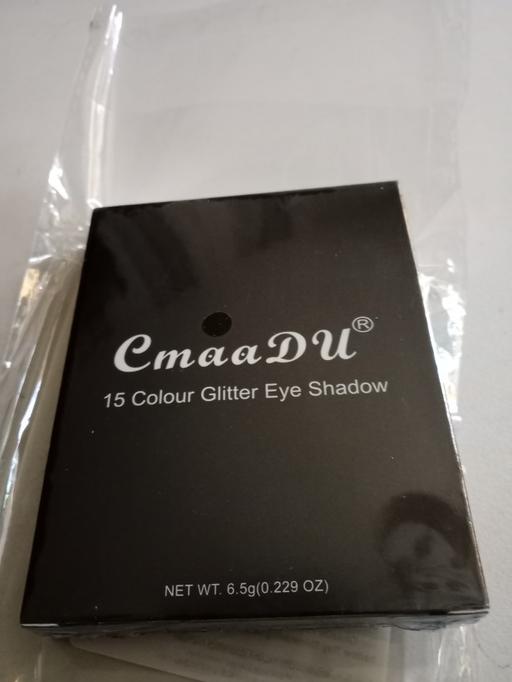 CmaaDU®
15 Colour Glitter Eye Shadow
NET WT. 6.5g(0.229 OZ)